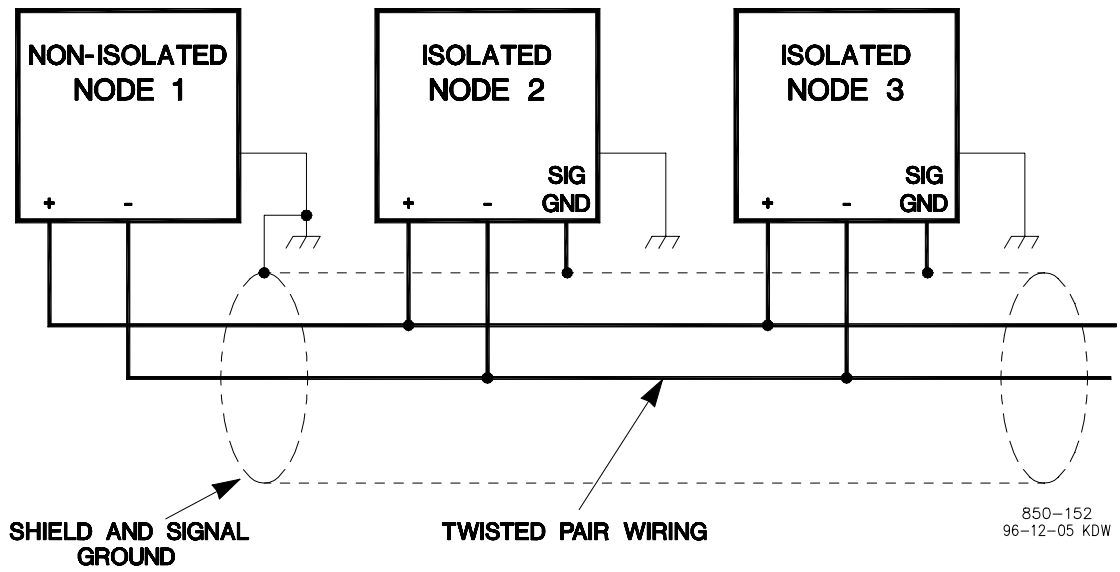 NON-ISOLATED
NODE 1
+ -
ISOLATED
NODE 2
SIG
+ - GND
ISOLATED
NODE 3
SIG
+ - GND
SHIELD AND SIGNAL
GROUND
TWISTED PAIR WIRING
850-152
96-12-05 KDW